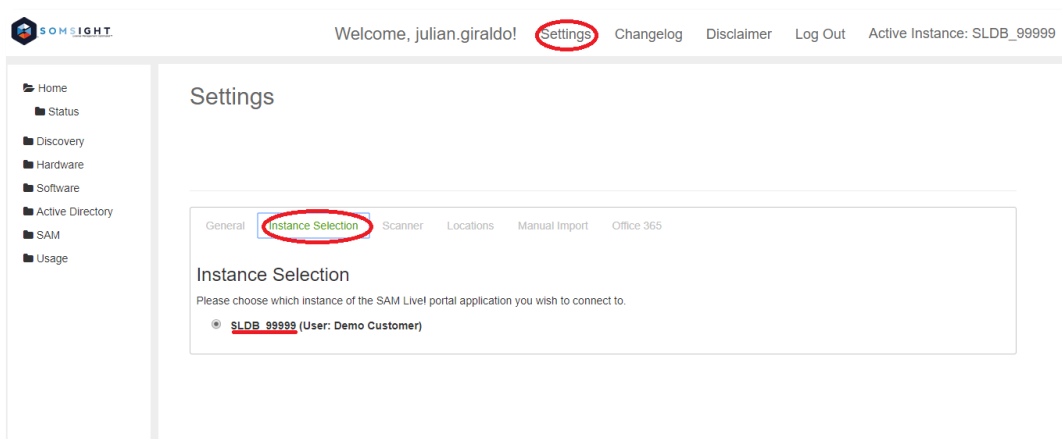 SOMSIGHT
Welcome, julian.giraldo! Settings Changelog Disclaimer Log Out Active Instance: SLDB_99999
Home
Status
Discovery
Hardware
Software
Active Directory
SAM
Usage
Settings
General Instance Selection Scanner Locations Manual Import Office 365
Instance Selection
Please choose which instance of the SAM Live! portal application you wish to connect to.
SLDB_99999 (User: Demo Customer)